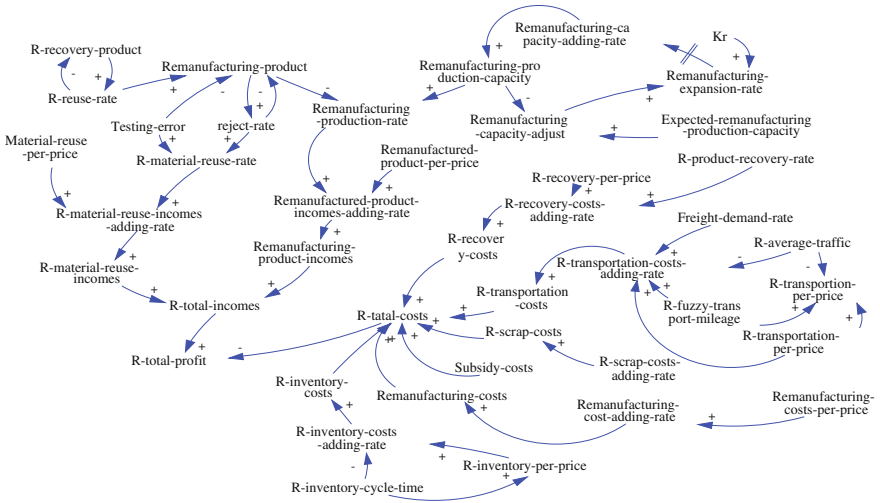 Remanufacturing-ca
pacity-adding-rate
Kr
R-recovery-product
Remanufacturing-product
Remanufacturing-pro
duction-capacity
Remanufacturing-
expansion-rate
R-reuse-rate
Remanufacturing
-production-rate
Testing-error
reject-rate
Remanufacturing
-capacity-adjust
Expected-remanufacturing
-production-capacity
Material-reuse
-per-price
R-material-reuse-rate
Remanufactured-
product-per-price
R-product-recovery-rate
R-recovery-per-price
R-material-reuse-incomes
-adding-rate
Remanufactured-product-
incomes-adding-rate
R-recovery-costs-
adding-rate
Freight-demand-rate
R-material-reuse-
incomes
Remanufacturing-
product-incomes
R-recover
y-costs
R-average-traffic
R-transportation-costs-
adding-rate
R-transportion-
per-price
R-total-incomes
R-transportation
-costs
R-fuzzy-trans
port-mileage
R-tatal-costs
R-scrap-costs
R-transportation-
per-price
R-total-profit
Subsidy-costs
R-scrap-costs-
adding-rate
R-inventory-
costs
Remanufacturing-costs
Remanufacturing-
cost-adding-rate
Remanufacturing-
costs-per-price
R-inventory-costs
-adding-rate
R-inventory-per-price
R-inventory-cycle-time